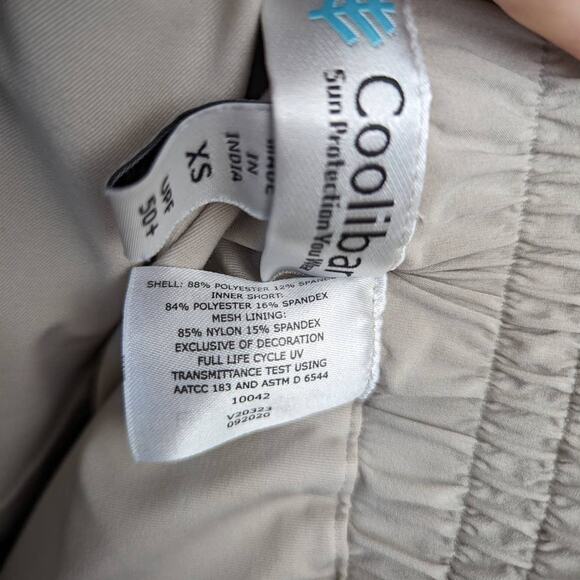 Coolibar
Sun Protection You
MADE
IN
INDIA
XS
UPF
50+
SHELL: 88% POLYESTER 12%
INNER SHORT:
84% POLYESTER 16% SPANDEX
MESH LINING:
85% NYLON 15% SPANDEX
EXCLUSIVE OF DECORATION
FULL LIFE CYCLE UV
TRANSMITTANCE TEST USING
AATCC 183 AND ASTM D 6544
10042
V20323
092020